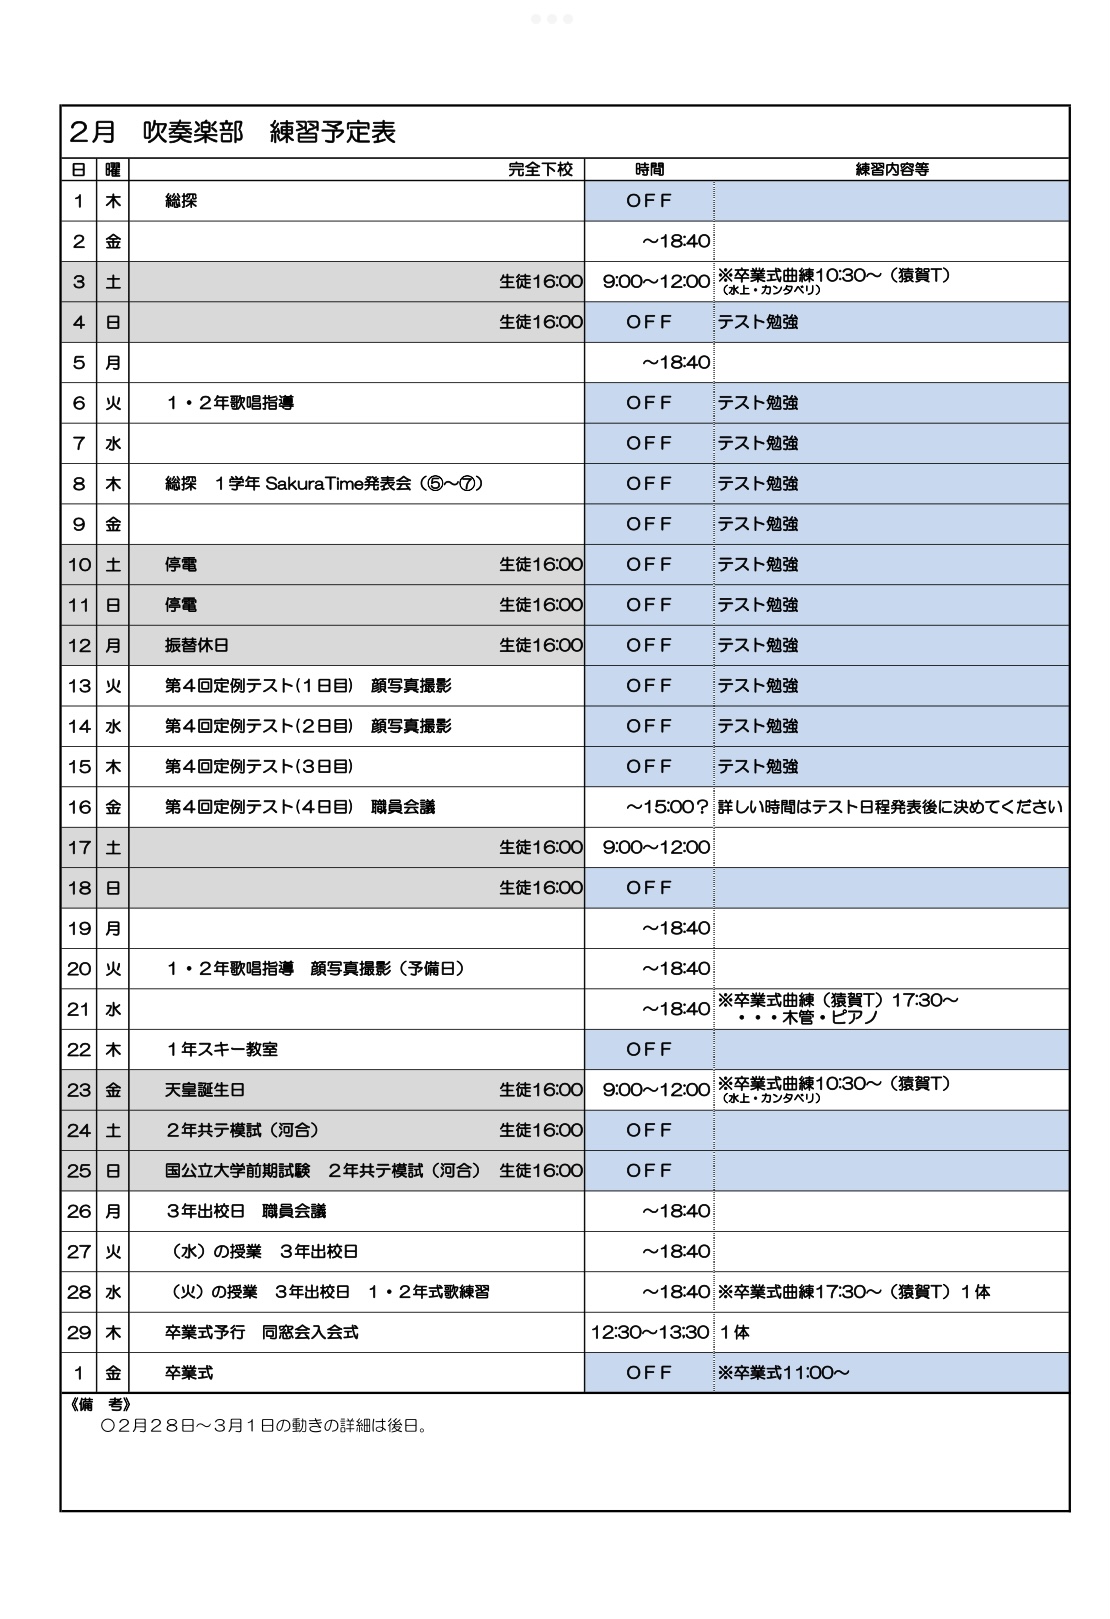 ２月　吹奏楽部　練習予定表
日 曜 完全下校 時間 練習内容等
1 木 総探 ＯＦＦ
2 金 ～18:40
3 土 生徒16:00 9:00～12:00 ※卒業式曲練10:30～（猿賀T）
（水上・カンタベリ）
4 日 生徒16:00 ＯＦＦ テスト勉強
5 月 ～18:40
6 火 １・２年歌唱指導 ＯＦＦ テスト勉強
7 水 ＯＦＦ テスト勉強
8 木 総探　１学年 SakuraTime発表会（⑤～⑦） ＯＦＦ テスト勉強
9 金 ＯＦＦ テスト勉強
10 土 停電 生徒16:00 ＯＦＦ テスト勉強
11 日 停電 生徒16:00 ＯＦＦ テスト勉強
12 月 振替休日 生徒16:00 ＯＦＦ テスト勉強
13 火 第４回定例テスト(１日目)　顔写真撮影 ＯＦＦ テスト勉強
14 水 第４回定例テスト(２日目)　顔写真撮影 ＯＦＦ テスト勉強
15 木 第４回定例テスト(３日目) ＯＦＦ テスト勉強
16 金 第４回定例テスト(４日目)　職員会議 ～15:00？ 詳しい時間はテスト日程発表後に決めてください
17 土 生徒16:00 9:00～12:00
18 日 生徒16:00 ＯＦＦ
19 月 ～18:40
20 火 １・２年歌唱指導　顔写真撮影（予備日） ～18:40
21 水 ～18:40 ※卒業式曲練（猿賀T）17:30～
・・・木管・ピアノ
22 木 １年スキー教室 ＯＦＦ
23 金 天皇誕生日 生徒16:00 9:00～12:00 ※卒業式曲練10:30～（猿賀T）
（水上・カンタベリ）
24 土 ２年共テ模試（河合） 生徒16:00 ＯＦＦ
25 日 国公立大学前期試験　２年共テ模試（河合） 生徒16:00 ＯＦＦ
26 月 ３年出校日　職員会議 ～18:40
27 火 （水）の授業　３年出校日 ～18:40
28 水 （火）の授業　３年出校日　１・２年式歌練習 ～18:40 ※卒業式曲練17:30～（猿賀T）１体
29 木 卒業式予行　同窓会入会式 12:30～13:30 １体
1 金 卒業式 ＯＦＦ ※卒業式11:00～
《備　考》
○２月２８日～３月１日の動きの詳細は後日。